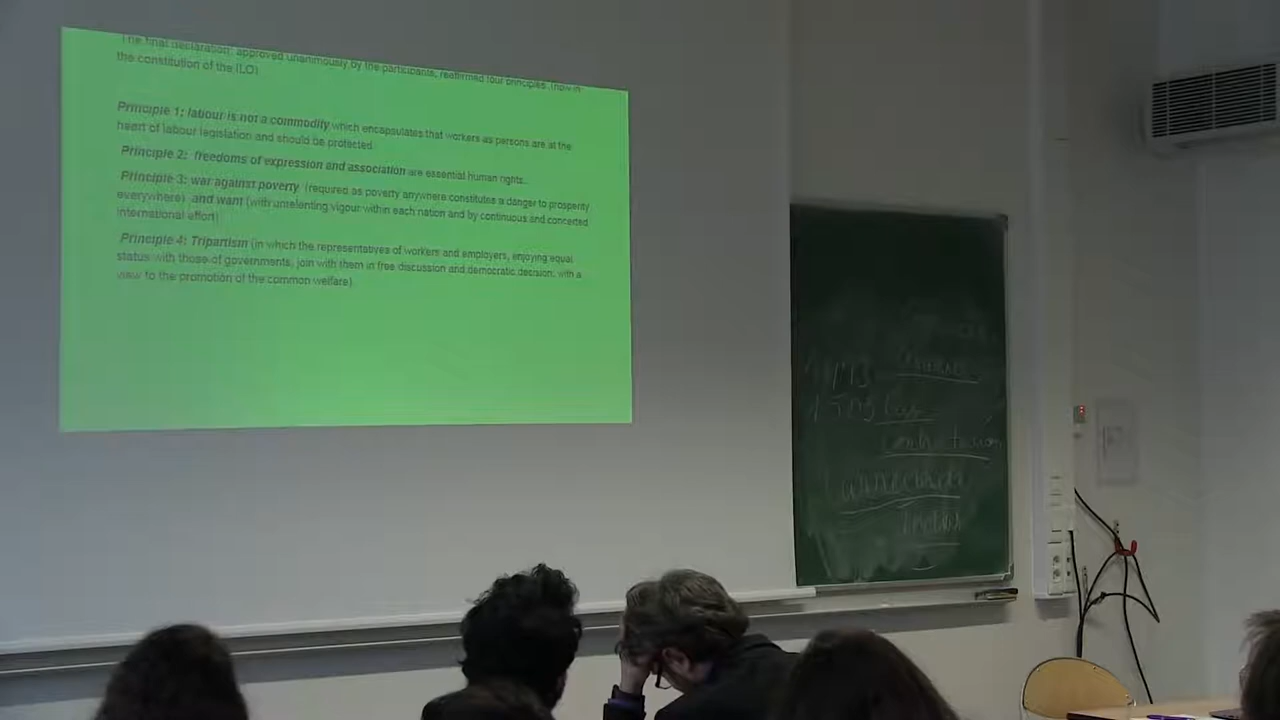 The final declaration, approved unanimously by the participants, reaffirmed four principles (now in
the constitution of the ILO)
Principle 1: labour is not a commodity which encapsulates that workers as persons are at the
heart of labour legislation and should be protected
Principle 2: freedoms of expression and association are essential human rights.
Principle 3: war against poverty (required as poverty anywhere constitutes a danger to prosperity
everywhere) and want (with unrelenting vigour within each nation and by continuous and concerted
international effort)
Principle 4: Tripartism (in which the representatives of workers and employers, enjoying equal
status with those of governments, join with them in free discussion and democratic decision, with a
view to the promotion of the common welfare)